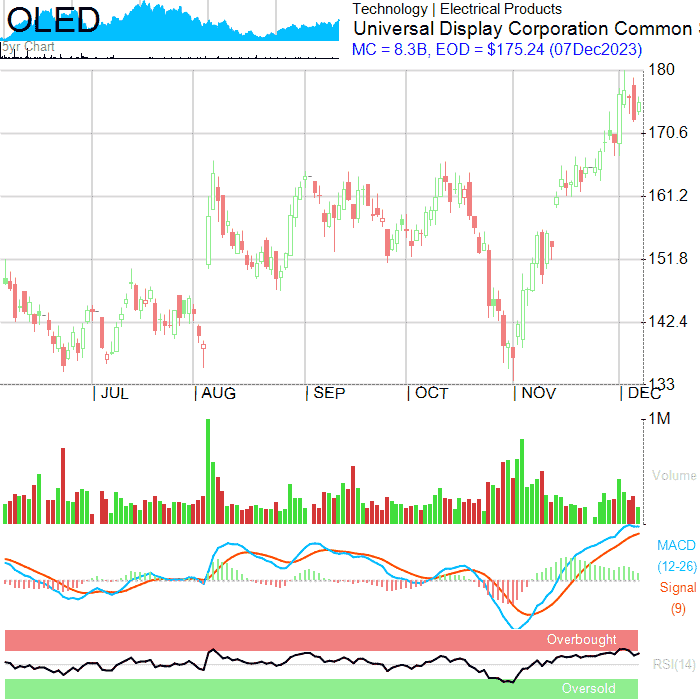 OLED
5yr Chart
Technology | Electrical Products
Universal Display Corporation Common
MC = 8.3B, EOD = $175.24 (07Dec2023)
180
170.6
161.2
151.8
142.4
133
| JUL | AUG | SEP | OCT | NOV | DEC
1M
Volume
MACD
(12-26)
Signal
(9)
Overbought
RSI(14)
Oversold